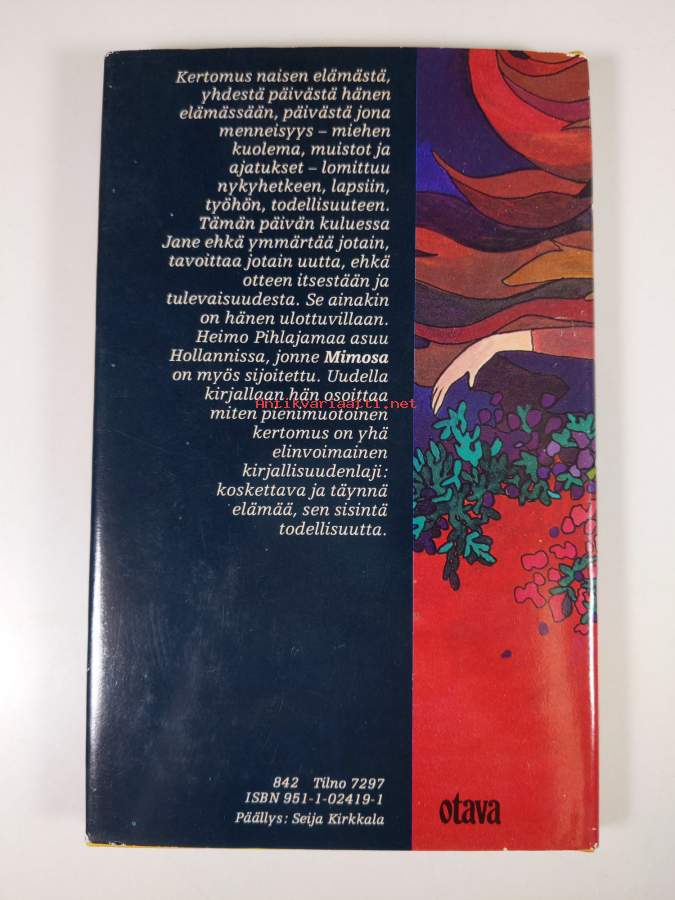 Kertomus naisen elämästä,
yhdestä päivästä hänen
elämässään, päivästä jona
menneisyys – miehen
kuolema, muistot ja
ajatukset – lomittuu
nykyhetkeen, lapsiin,
työhön, todellisuuteen.
Tämän päivän kuluessa
Jane ehkä ymmärtää jotain,
tavoittaa jotain uutta, ehkä
otteen itsestään ja
tulevaisuudesta. Se ainakin
on hänen ulottuvillaan.
Heimo Pihlajamaa asuu
Hollannissa, jonne Mimosa
on myös sijoitettu. Uudella
kirjallaan hän osoittaa
Antikvariaatti.net
miten pienimuotoinen
kertomus on yhä
elinvoimainen
kirjallisuudenlaji:
koskettava ja täynnä
elämää, sen sisintä
todellisuutta.
842 Tilno 7297
ISBN 951-1-02419-1
Päällys: Seija Kirkkala
otava